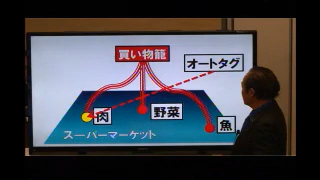 買い物籠
オートタグ
肉
野菜
魚
スーパーマーケット